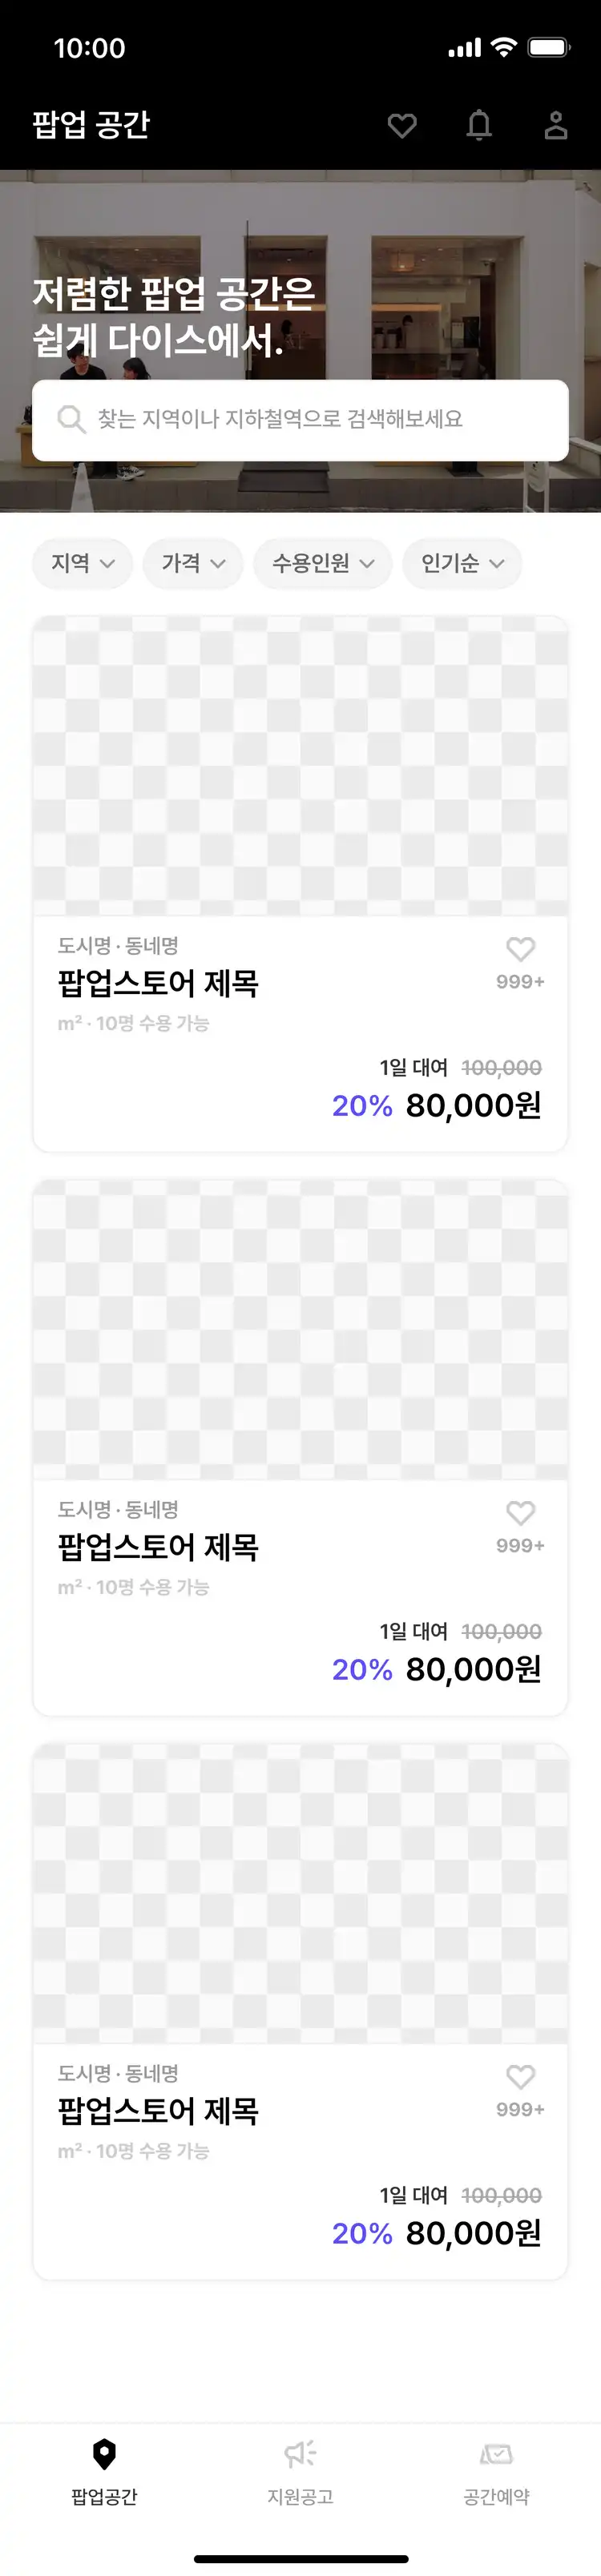 10:00
팝업 공간
저렴한 팝업 공간은
쉽게 다이스에서.
찾는 지역이나 지하철역으로 검색해보세요
지역
가격
수용인원
인기순
도시명 · 동네명
팝업스토어 제목
999+
m² · 10명 수용 가능
1일 대여 100,000
20% 80,000원
도시명 · 동네명
팝업스토어 제목
999+
m² · 10명 수용 가능
1일 대여 100,000
20% 80,000원
도시명 · 동네명
팝업스토어 제목
999+
m² · 10명 수용 가능
1일 대여 100,000
20% 80,000원
팝업공간
지원공고
공간예약